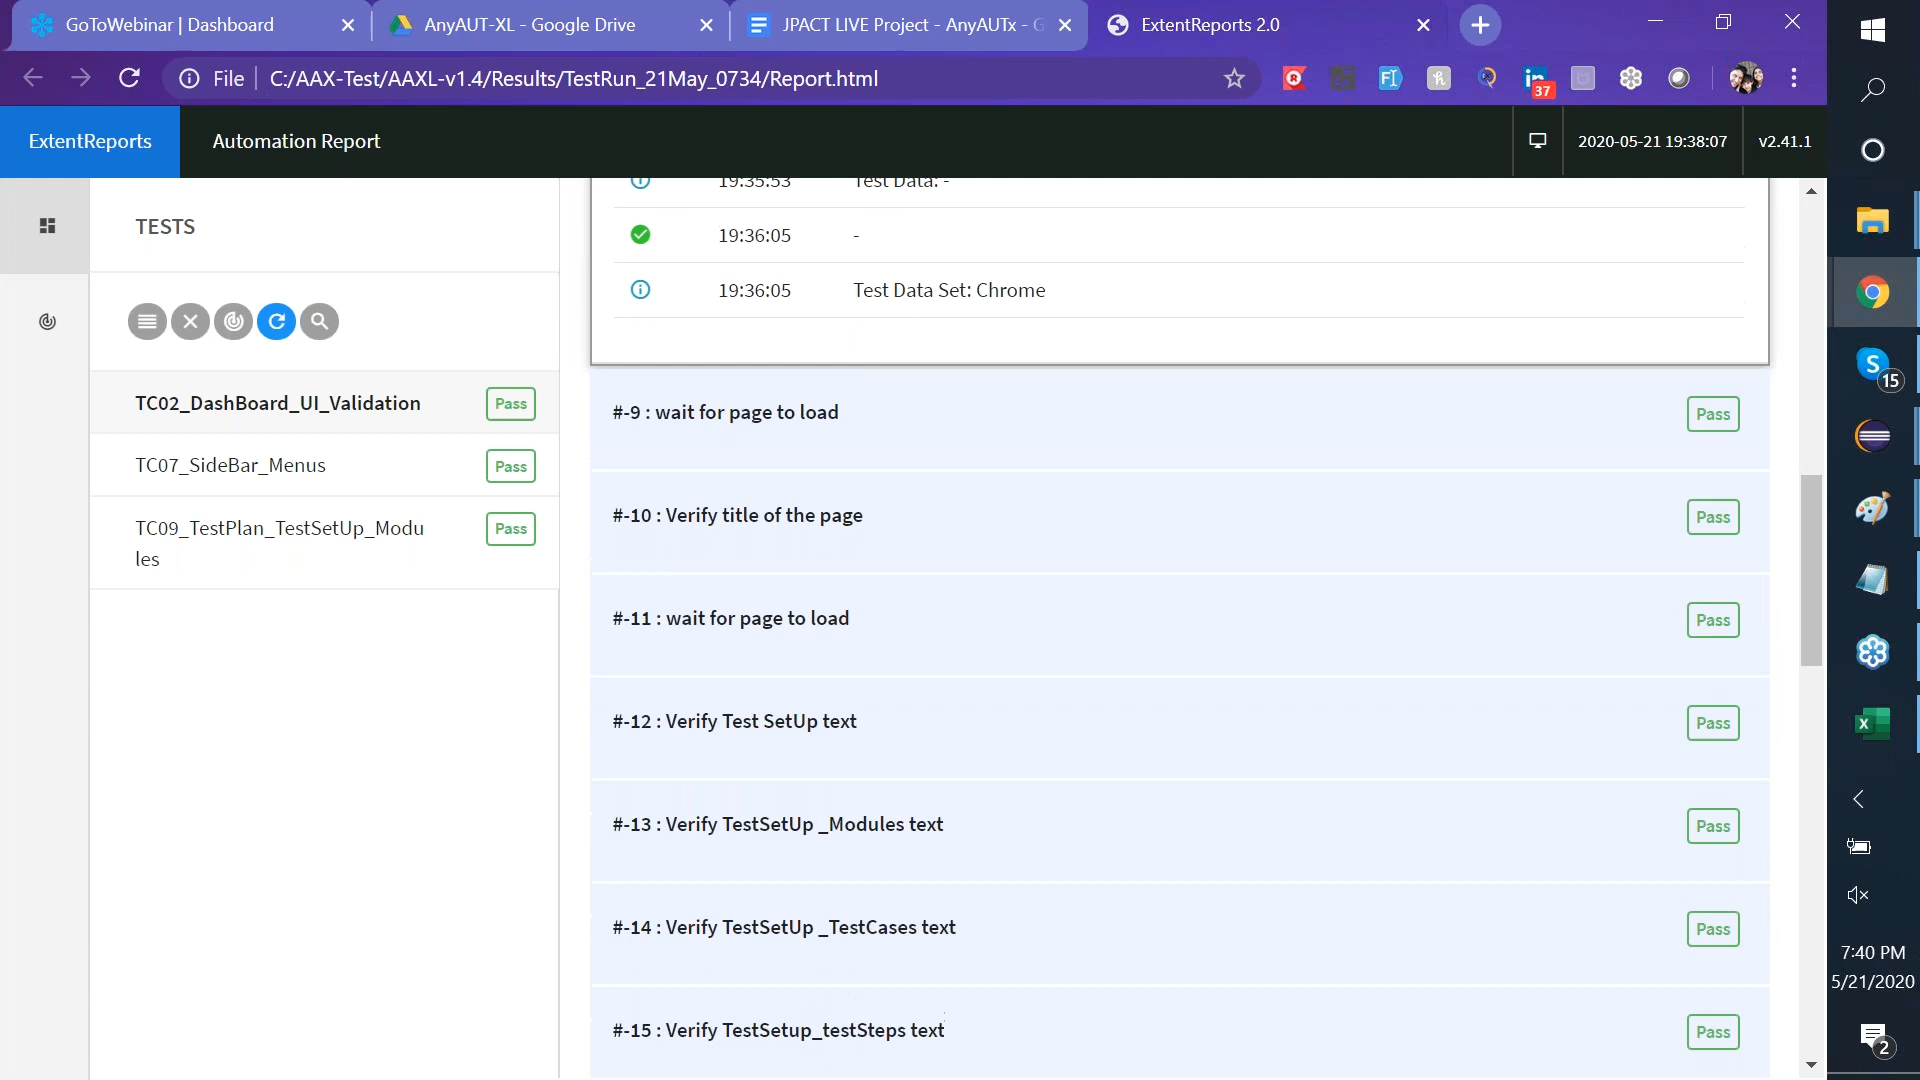 GoToWebinar | Dashboard
AnyAUT-XL - Google Drive
JPACT LIVE Project - AnyAUTx - G
ExtentReports 2.0
File
C:/AAX-Test/AAXL-v1.4/Results/TestRun_21May_0734/Report.html
37
ExtentReports
Automation Report
2020-05-21 19:38:07
v2.41.1
TESTS
TC02_DashBoard_UI_Validation
Pass
TC07_SideBar_Menus
Pass
TC09_TestPlan_TestSetUp_Modu
les
Pass
19:35:53 Test Data: -
19:36:05 -
19:36:05 Test Data Set: Chrome
#-9 : wait for page to load
Pass
#-10 : Verify title of the page
Pass
#-11 : wait for page to load
Pass
#-12 : Verify Test SetUp text
Pass
#-13 : Verify TestSetUp _Modules text
Pass
#-14 : Verify TestSetUp _TestCases text
Pass
#-15 : Verify TestSetup_testSteps text
Pass
15
7:40 PM
5/21/2020
2